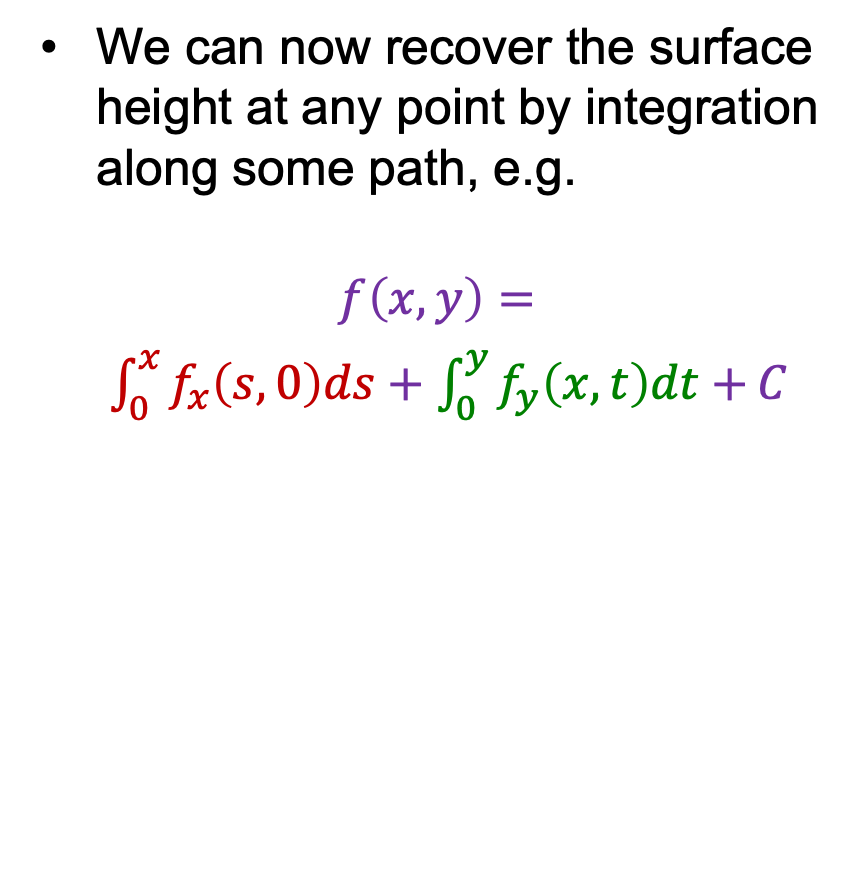 • We can now recover the surface
height at any point by integration
along some path, e.g.
f(x, y) =
∫₀ˣ fₓ(s, 0)ds + ∫₀ʸ f_y(x, t)dt + C